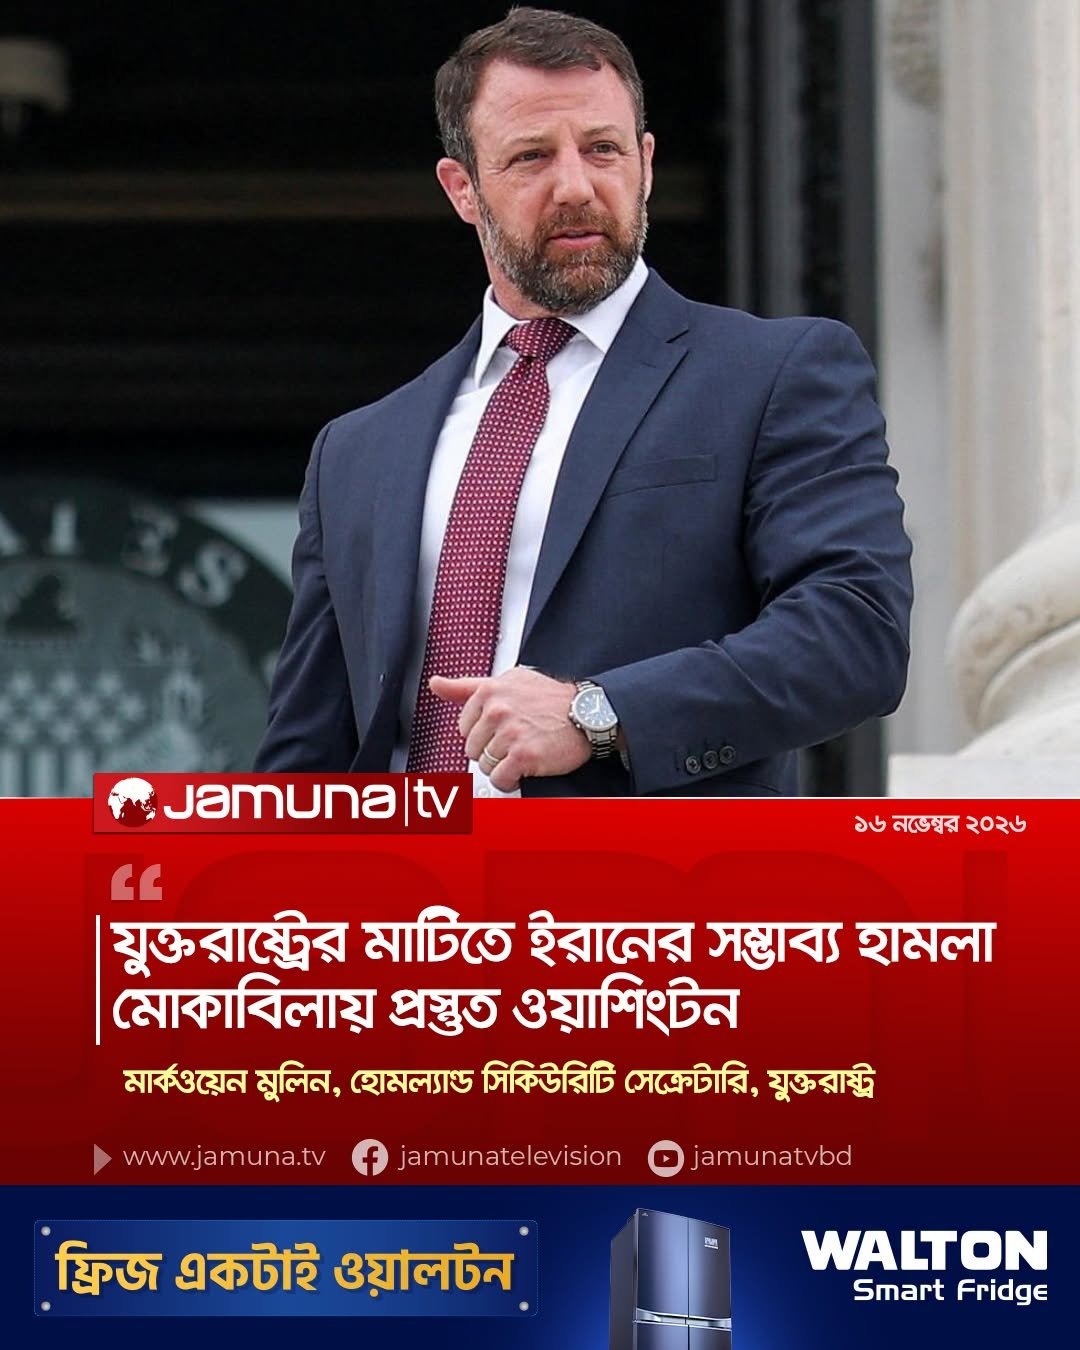 ATES
Jamuna|tv
১৬ নভেম্বর ২০২৬
“
যুক্তরাষ্ট্রের মাটিতে ইরানের সম্ভাব্য হামলা
মোকাবিলায় প্রস্তুত ওয়াশিংটন
মার্কওয়েন মুলিন, হোমল্যান্ড সিকিউরিটি সেক্রেটারি, যুক্তরাষ্ট্র
www.jamuna.tv jamunatelevision jamunatvbd
ফ্রিজ একটাই ওয়ালটন
WALTON
Smart Fridge